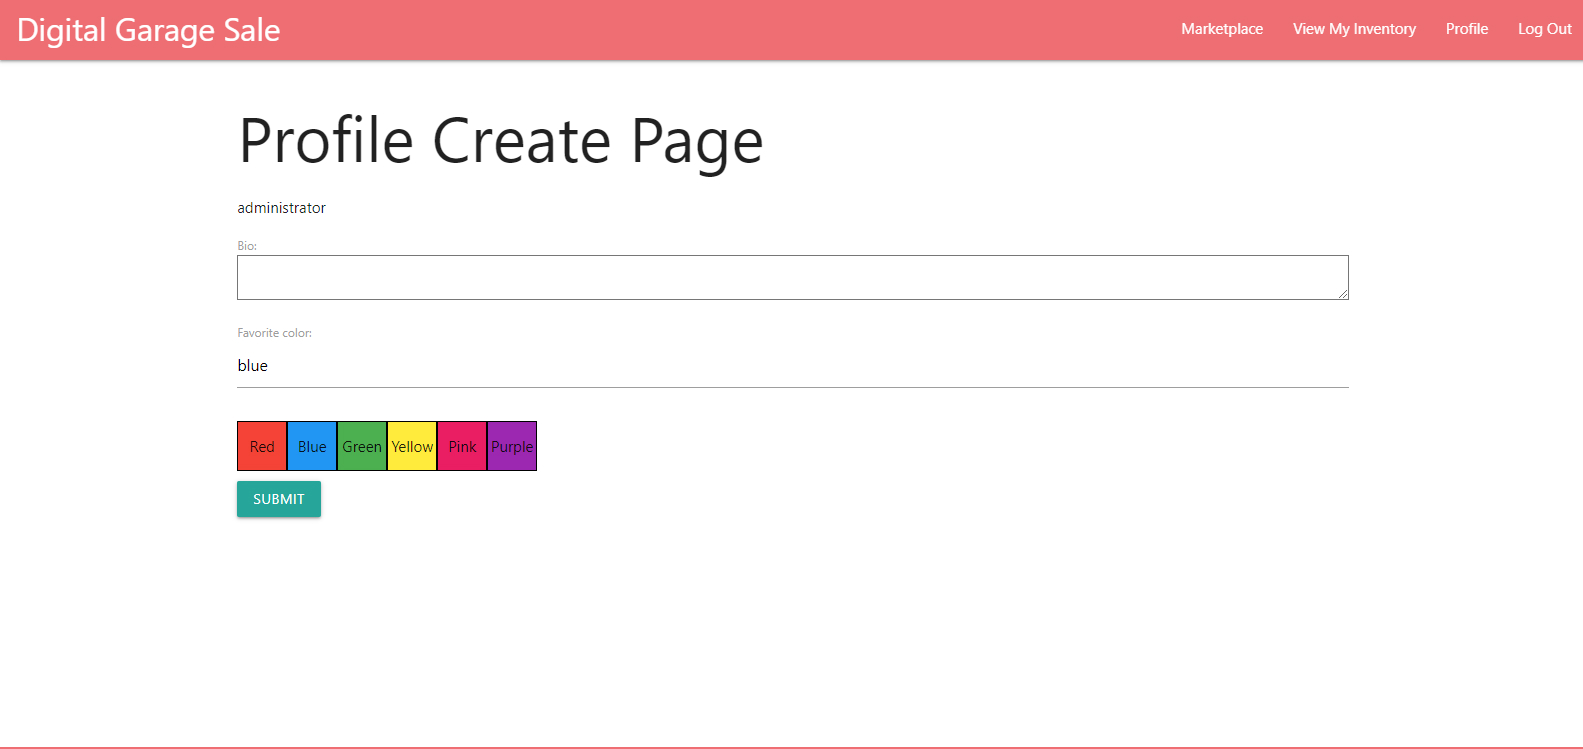 Digital Garage Sale Marketplace View My Inventory Profile Log Out
Profile Create Page
administrator
Bio:
Favorite color:
blue
Red Blue Green Yellow Pink Purple
SUBMIT